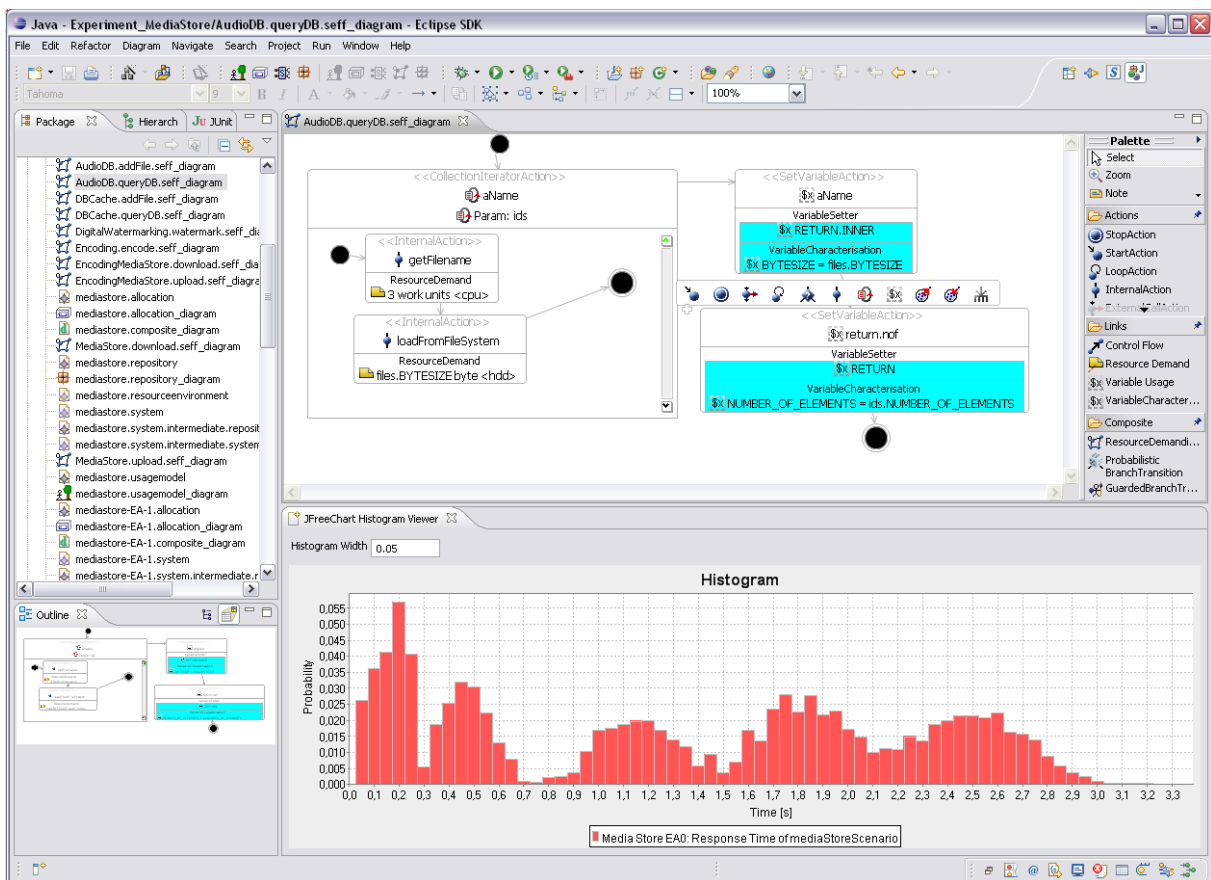 Java - Experiment_MediaStore/AudioDB.queryDB.seff_diagram - Eclipse SDK
File Edit Refactor Diagram Navigate Search Project Run Window Help
Tahoma 9 B I A 100%
Package Hierarch JUnit
AudioDB.addFile.seff_diagram
AudioDB.queryDB.seff_diagram
DBCache.addFile.seff_diagram
DBCache.queryDB.seff_diagram
DigitalWatermarking.watermark.seff_dia
Encoding.encode.seff_diagram
EncodingMediaStore.download.seff_dia
EncodingMediaStore.upload.seff_diagra
mediastore.allocation
mediastore.allocation_diagram
mediastore.composite_diagram
MediaStore.download.seff_diagram
mediastore.repository
mediastore.repository_diagram
mediastore.resourceenvironment
mediastore.system
mediastore.system.intermediate.reposit
mediastore.system.intermediate.system
MediaStore.upload.seff_diagram
mediastore.usagemodel
mediastore.usagemodel_diagram
mediastore-EA-1.allocation
mediastore-EA-1.allocation_diagram
mediastore-EA-1.composite_diagram
mediastore-EA-1.system
mediastore-EA-1.system.intermediate.r
Outline
AudioDB.queryDB.seff_diagram
<<CollectionIteratorAction>>
aName
Param: ids
<<InternalAction>>
getFilename
ResourceDemand
3 work units <cpu>
<<InternalAction>>
loadFromFileSystem
ResourceDemand
files.BYTESIZE byte <hdd>
<<SetVariableAction>>
$x aName
VariableSetter
$x RETURN.INNER
VariableCharacterisation
$x BYTESIZE = files.BYTESIZE
<<SetVariableAction>>
$x return.nof
VariableSetter
$x RETURN
VariableCharacterisation
$x NUMBER_OF_ELEMENTS = ids.NUMBER_OF_ELEMENTS
Palette
Select
Zoom
Note
Actions
StopAction
StartAction
LoopAction
InternalAction
ExternalCallAction
Links
Control Flow
Resource Demand
$x Variable Usage
$x VariableCharacter...
Composite
ResourceDemandi...
Probabilistic
BranchTransition
GuardedBranchTr...
JFreeChart Histogram Viewer
Histogram Width 0.05
Histogram
Probability
0,055
0,050
0,045
0,040
0,035
0,030
0,025
0,020
0,015
0,010
0,005
0,000
0,0 0,1 0,2 0,3 0,4 0,5 0,6 0,7 0,8 0,9 1,0 1,1 1,2 1,3 1,4 1,5 1,6 1,7 1,8 1,9 2,0 2,1 2,2 2,3 2,4 2,5 2,6 2,7 2,8 2,9 3,0 3,1 3,2 3,3
Time [s]
Media Store EA0: Response Time of mediaStoreScenario